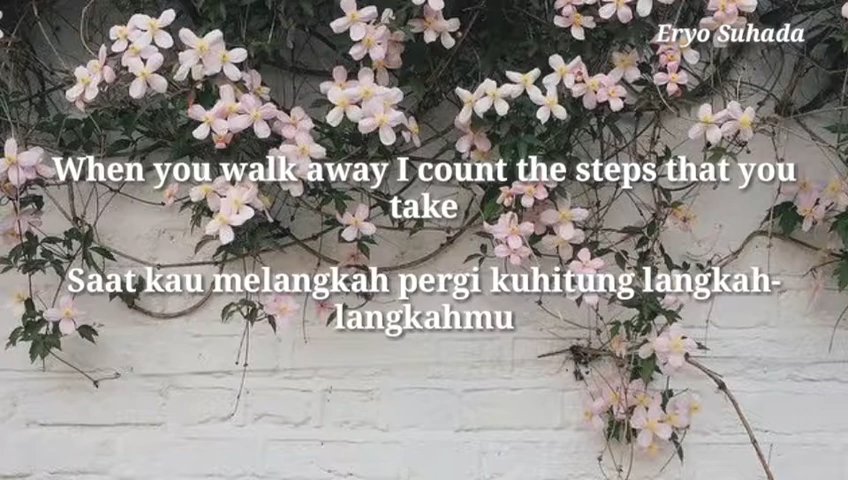 Eryo Suhada
When you walk away I count the steps that you
take
Saat kau melangkah pergi kuhitung langkah-
langkahmu